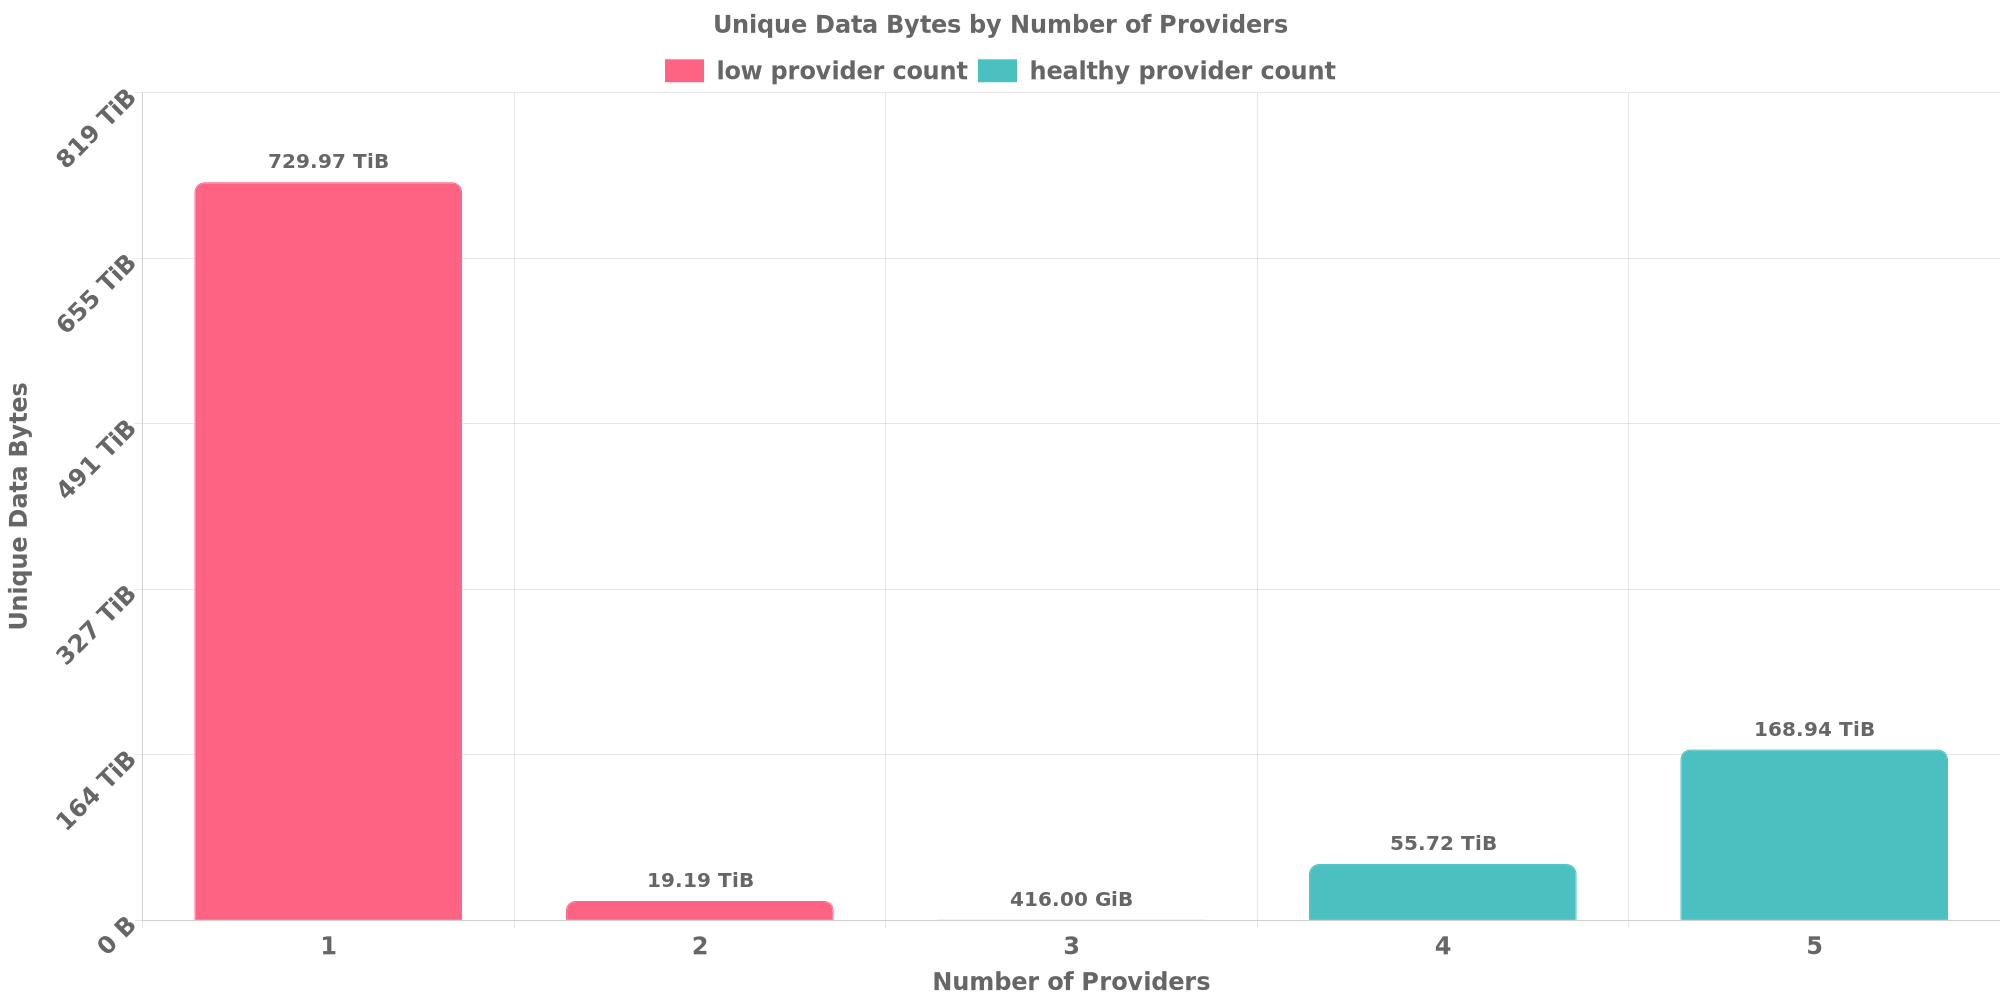 Unique Data Bytes by Number of Providers
low provider count healthy provider count
819 TiB
655 TiB
491 TiB
327 TiB
164 TiB
0 B
Unique Data Bytes
729.97 TiB
19.19 TiB
416.00 GiB
55.72 TiB
168.94 TiB
1 2 3 4 5
Number of Providers